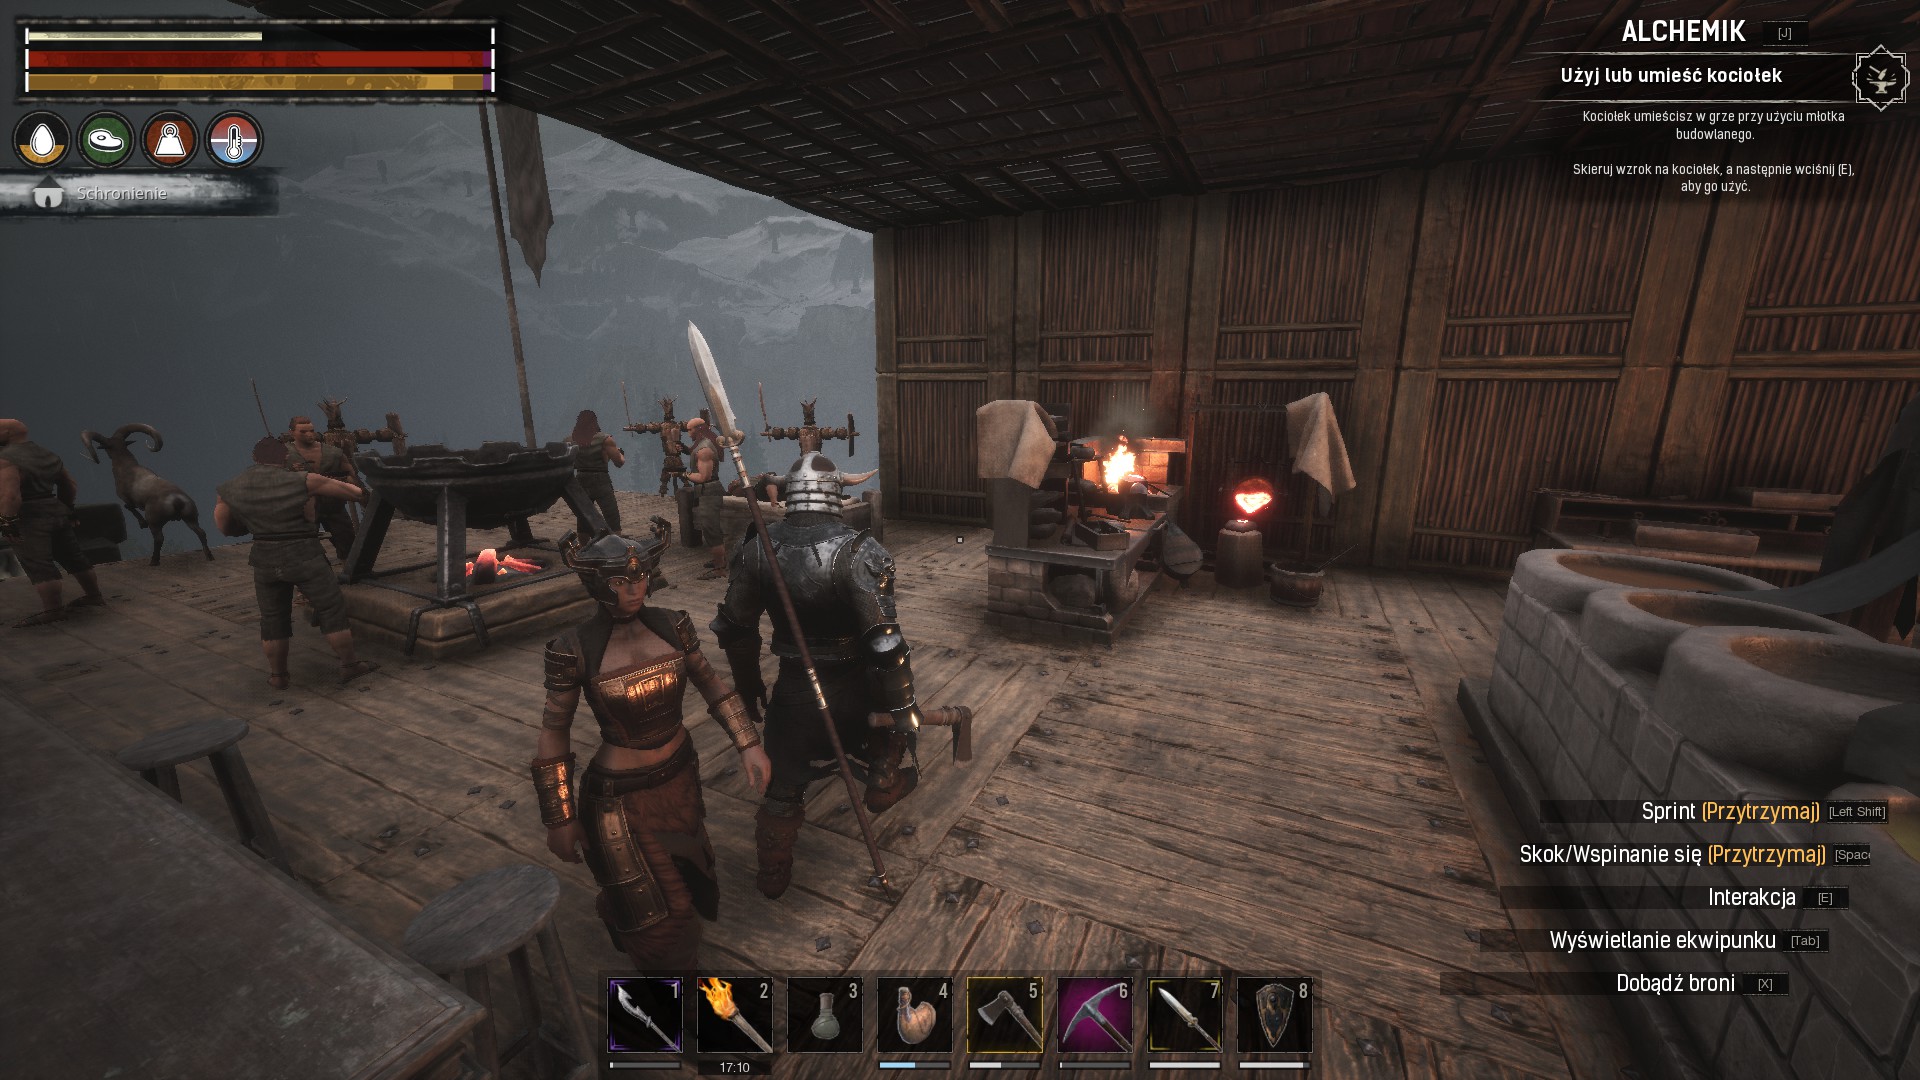 ALCHEMIK [J]
Użyj lub umieść kociołek
Kociołek umieścisz w grze przy użyciu młotka
budowlanego.
Skieruj wzrok na kociołek, a następnie wciśnij (E),
aby go użyć.
Schronienie
Sprint (Przytrzymaj) [Left Shift]
Skok/Wspinanie się (Przytrzymaj) [Spac
Interakcja [E]
Wyświetlanie ekwipunku [Tab]
Dobądź broni [X]
1 2 3 4 5 6 7 8
17:10